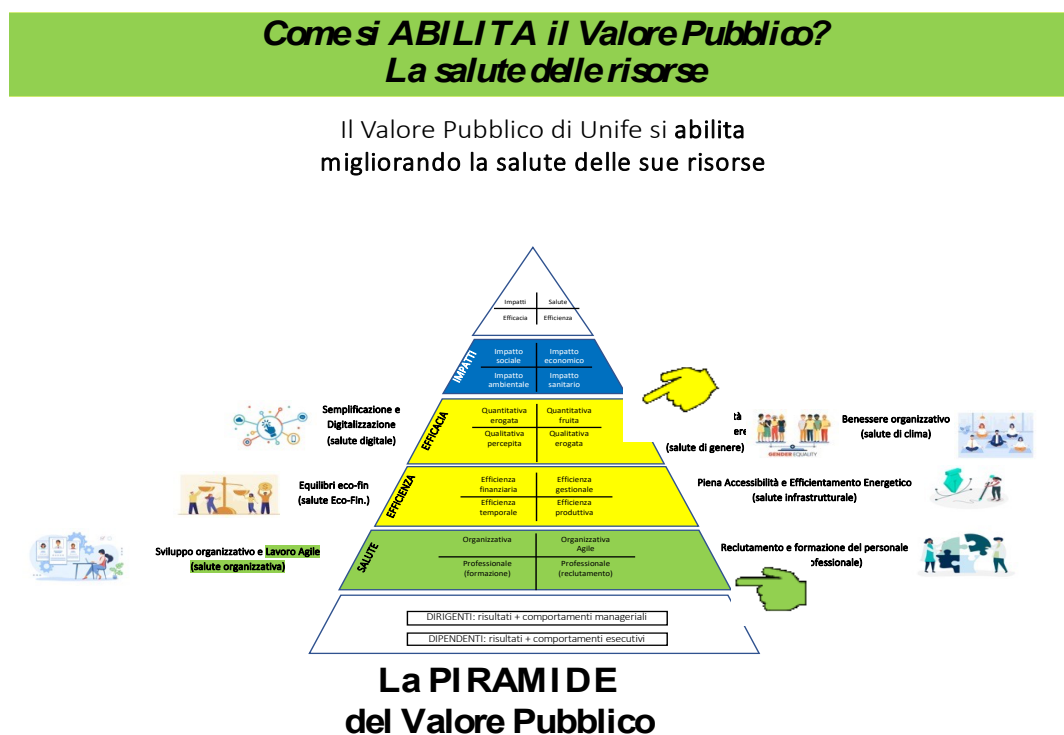 Come si ABILITA il Valore Pubblico?
La salute delle risorse
Il Valore Pubblico di Unife si abilita
migliorando la salute delle sue risorse
Impatti
Salute
Efficacia
Efficienza
IMPATTI
Impatto
sociale
Impatto
economico
Impatto
ambientale
Impatto
sanitario
Semplificazione e
Digitalizzazione
(salute digitale)
EFFICACIA
Quantitativa
erogata
Quantitativa
fruita
Qualitativa
percepita
Qualitativa
erogata
(salute di genere)
GENDER EQUALITY
Benessere organizzativo
(salute di clima)
Equilibri eco-fin
(salute Eco-Fin.)
EFFICIENZA
Efficienza
finanziaria
Efficienza
gestionale
Efficienza
temporale
Efficienza
produttiva
Piena Accessibilità e Efficientamento Energetico
(salute infrastrutturale)
Sviluppo organizzativo e Lavoro Agile
(salute organizzativa)
SALUTE
Organizzativa
Organizzativa
Agile
Professionale
(formazione)
Professionale
(reclutamento)
Reclutamento e formazione del personale
ofessionale)
DIRIGENTI: risultati + comportamenti manageriali
DIPENDENTI: risultati + comportamenti esecutivi
La PIRAMIDE
del Valore Pubblico